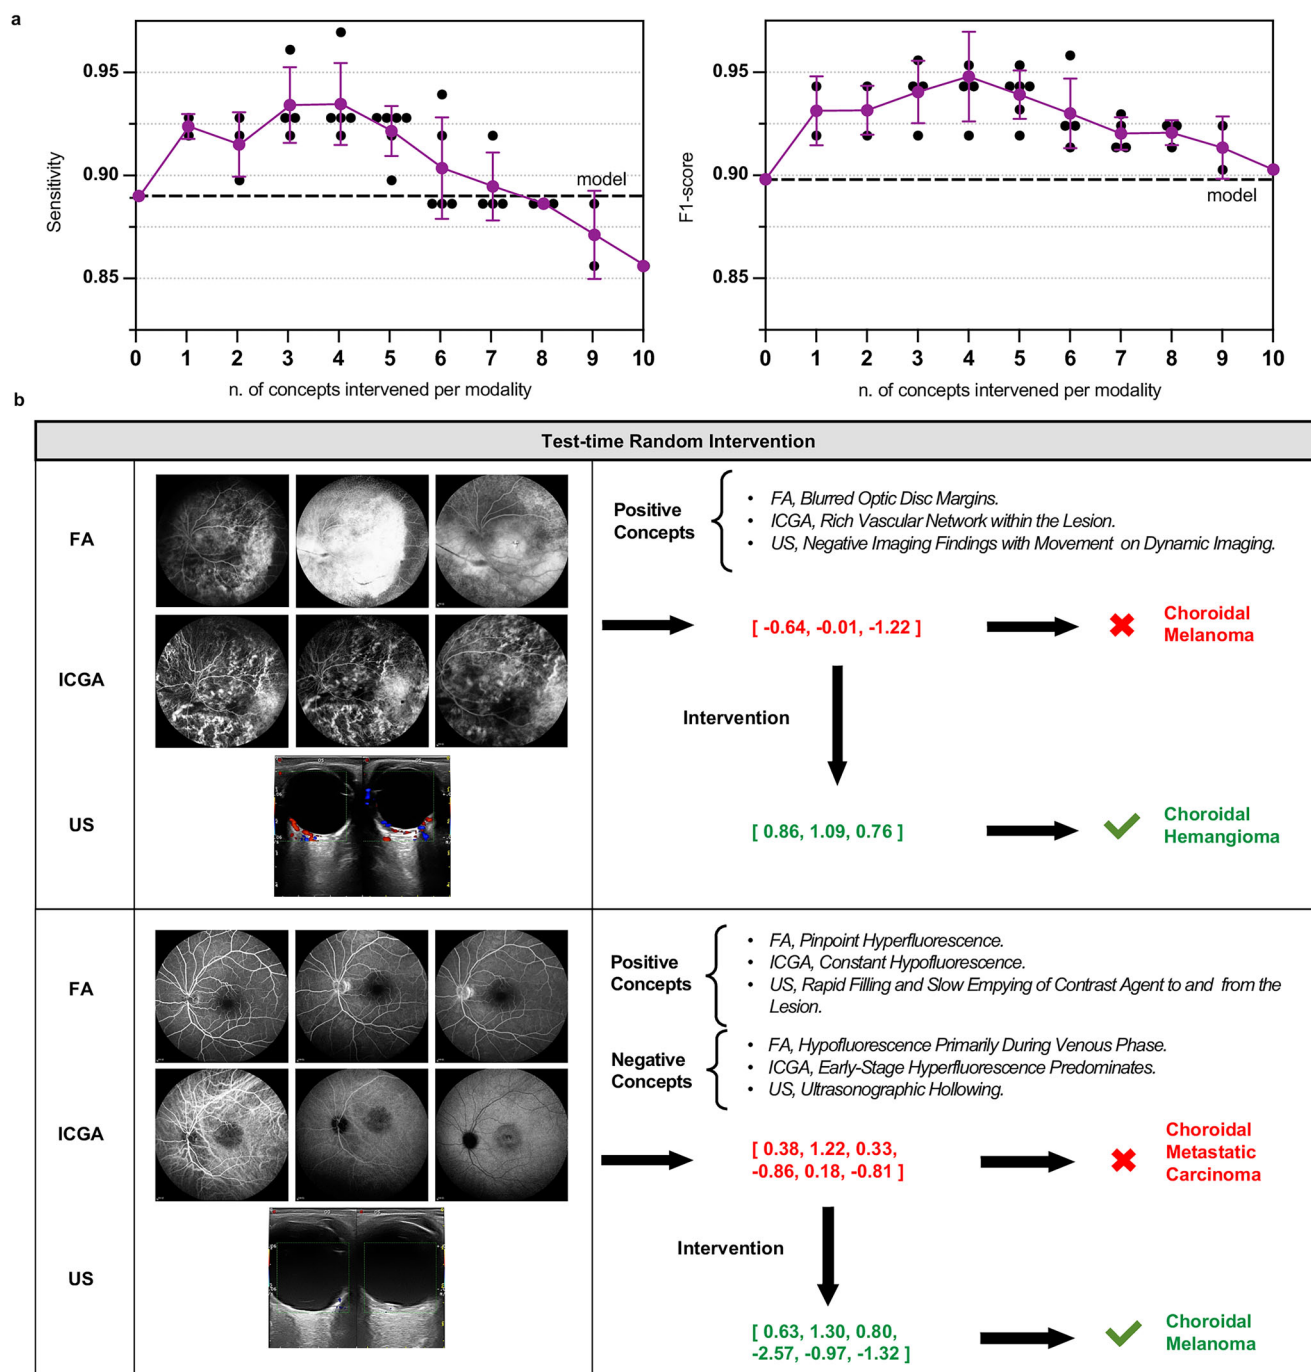 a
0.95
0.90
0.85
Sensitivity
model
0 1 2 3 4 5 6 7 8 9 10
n. of concepts intervened per modality
0.95
0.90
0.85
F1-score
model
0 1 2 3 4 5 6 7 8 9 10
n. of concepts intervened per modality
b
Test-time Random Intervention
FA
ICGA
US
Positive
Concepts
• FA, Blurred Optic Disc Margins.
• ICGA, Rich Vascular Network within the Lesion.
• US, Negative Imaging Findings with Movement on Dynamic Imaging.
[ -0.64, -0.01, -1.22 ]
Choroidal
Melanoma
Intervention
[ 0.86, 1.09, 0.76 ]
Choroidal
Hemangioma
FA
ICGA
US
Positive
Concepts
• FA, Pinpoint Hyperfluorescence.
• ICGA, Constant Hypofluorescence.
• US, Rapid Filling and Slow Empying of Contrast Agent to and from the
Lesion.
Negative
Concepts
• FA, Hypofluorescence Primarily During Venous Phase.
• ICGA, Early-Stage Hyperfluorescence Predominates.
• US, Ultrasonographic Hollowing.
[ 0.38, 1.22, 0.33,
-0.86, 0.18, -0.81 ]
Choroidal
Metastatic
Carcinoma
Intervention
[ 0.63, 1.30, 0.80,
-2.57, -0.97, -1.32 ]
Choroidal
Melanoma